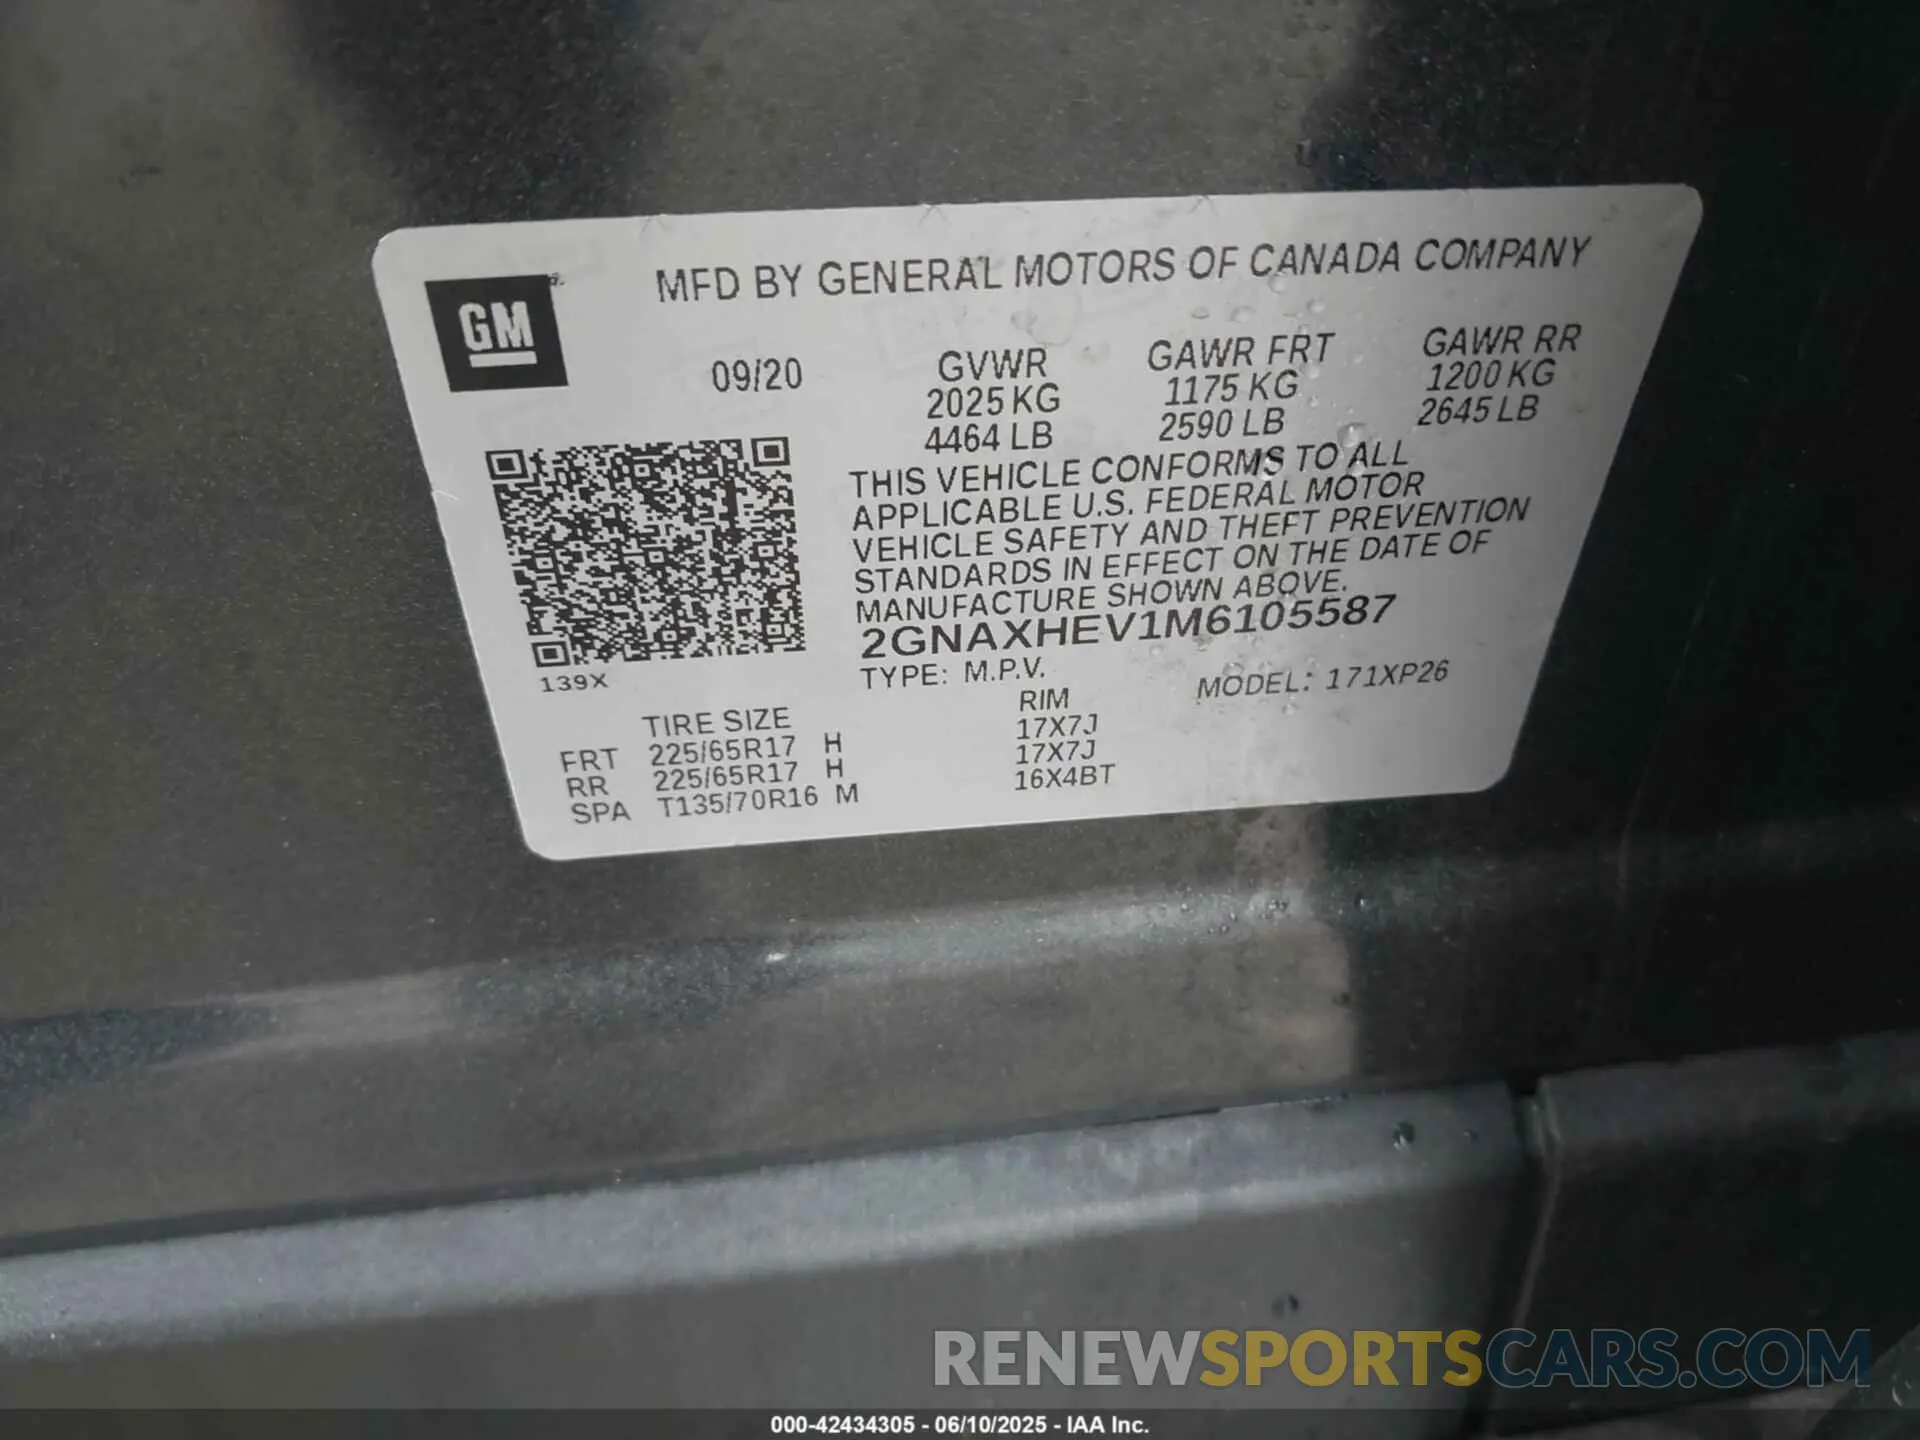 MFD BY GENERAL MOTORS OF CANADA COMPANY
GM
09/20
GVWR GAWR FRT GAWR RR
2025 KG 1175 KG 1200 KG
4464 LB 2590 LB 2645 LB
THIS VEHICLE CONFORMS TO ALL
APPLICABLE U.S. FEDERAL MOTOR
VEHICLE SAFETY AND THEFT PREVENTION
STANDARDS IN EFFECT ON THE DATE OF
MANUFACTURE SHOWN ABOVE.
2GNAXHEV1M6105587
139X
TYPE: M.P.V. MODEL: 171XP26
TIRE SIZE RIM
FRT 225/65R17 H 17X7J
RR 225/65R17 H 17X7J
SPA T135/70R16 M 16X4BT
RENEWSPORTSCARS.COM
000-42434305 - 06/10/2025 - IAA Inc.